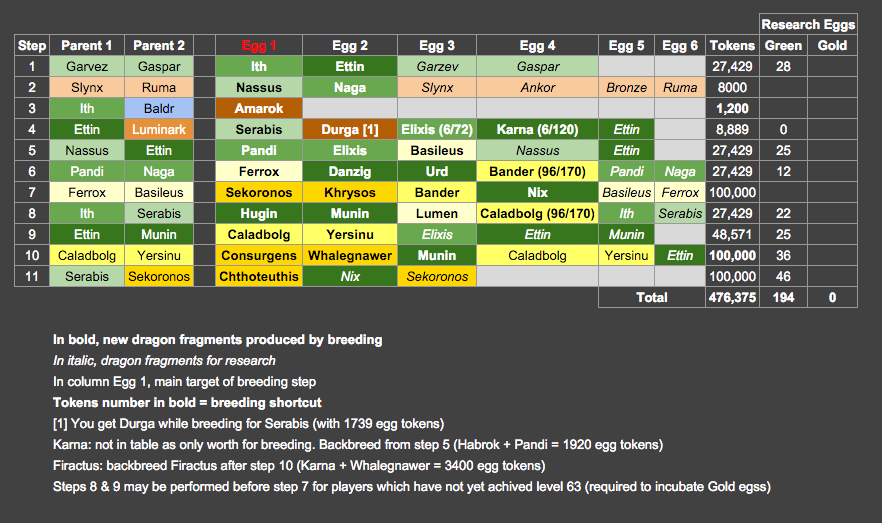 Research Eggs
Step Parent 1 Parent 2 Egg 1 Egg 2 Egg 3 Egg 4 Egg 5 Egg 6 Tokens Green Gold
1 Garvez Gaspar Ith Ettin Garzev Gaspar 27,429 28
2 Slynx Ruma Nassus Naga Slynx Ankor Bronze Ruma 8000
3 Ith Baldr Amarok 1,200
4 Ettin Luminark Serabis Durga [1] Elixis (6/72) Karna (6/120) Ettin 8,889 0
5 Nassus Ettin Pandi Elixis Basileus Nassus Ettin 27,429 25
6 Pandi Naga Ferrox Danzig Urd Bander (96/170) Pandi Naga 27,429 12
7 Ferrox Basileus Sekoronos Khrysos Bander Nix Basileus Ferrox 100,000
8 Ith Serabis Hugin Munin Lumen Caladbolg (96/170) Ith Serabis 27,429 22
9 Ettin Munin Caladbolg Yersinu Elixis Ettin Munin 48,571 25
10 Caladbolg Yersinu Consurgens Whalegnawer Munin Caladbolg Yersinu Ettin 100,000 36
11 Serabis Sekoronos Chthoteuthis Nix Sekoronos 100,000 46
Total 476,375 194 0
In bold, new dragon fragments produced by breeding
In italic, dragon fragments for research
In column Egg 1, main target of breeding step
Tokens number in bold = breeding shortcut
[1] You get Durga while breeding for Serabis (with 1739 egg tokens)
Karna: not in table as only worth for breeding. Backbreed from step 5 (Habrok + Pandi = 1920 egg tokens)
Firactus: backbreed Firactus after step 10 (Karna + Whalegnawer = 3400 egg tokens)
Steps 8 & 9 may be performed before step 7 for players which have not yet achived level 63 (required to incubate Gold egss)